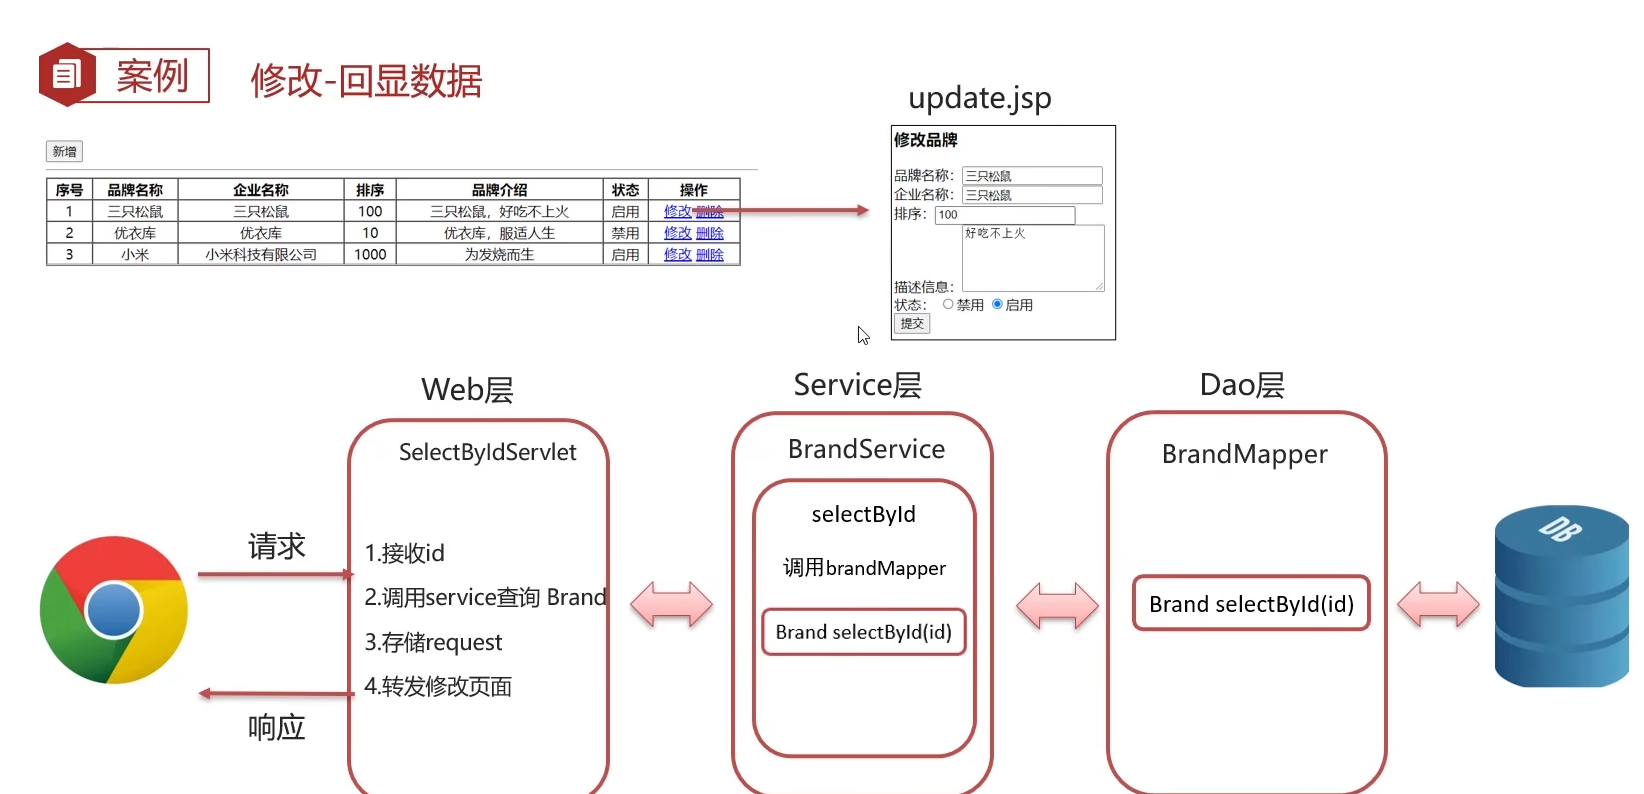 案例
修改-回显数据
update.jsp
新增
序号 品牌名称 企业名称 排序 品牌介绍 状态 操作
1 三只松鼠 三只松鼠 100 三只松鼠，好吃不上火 启用 修改 删除
2 优衣库 优衣库 10 优衣库，服适人生 禁用 修改 删除
3 小米 小米科技有限公司 1000 为发烧而生 启用 修改 删除
修改品牌
品牌名称： 三只松鼠
企业名称： 三只松鼠
排序： 100
好吃不上火
描述信息：
状态： 禁用 启用
提交
Web层
SelectByIdServlet
请求
1.接收id
2.调用service查询 Brand
3.存储request
4.转发修改页面
响应
Service层
BrandService
selectById
调用brandMapper
Brand selectById(id)
Dao层
BrandMapper
Brand selectById(id)
DB